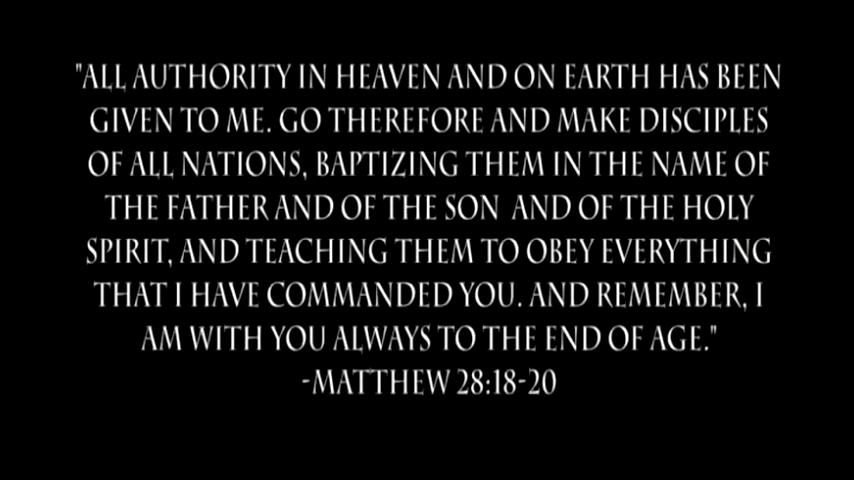 "ALL AUTHORITY IN HEAVEN AND ON EARTH HAS BEEN
GIVEN TO ME. GO THEREFORE AND MAKE DISCIPLES
OF ALL NATIONS, BAPTIZING THEM IN THE NAME OF
THE FATHER AND OF THE SON AND OF THE HOLY
SPIRIT, AND TEACHING THEM TO OBEY EVERYTHING
THAT I HAVE COMMANDED YOU. AND REMEMBER, I
AM WITH YOU ALWAYS TO THE END OF AGE."
-MATTHEW 28:18-20